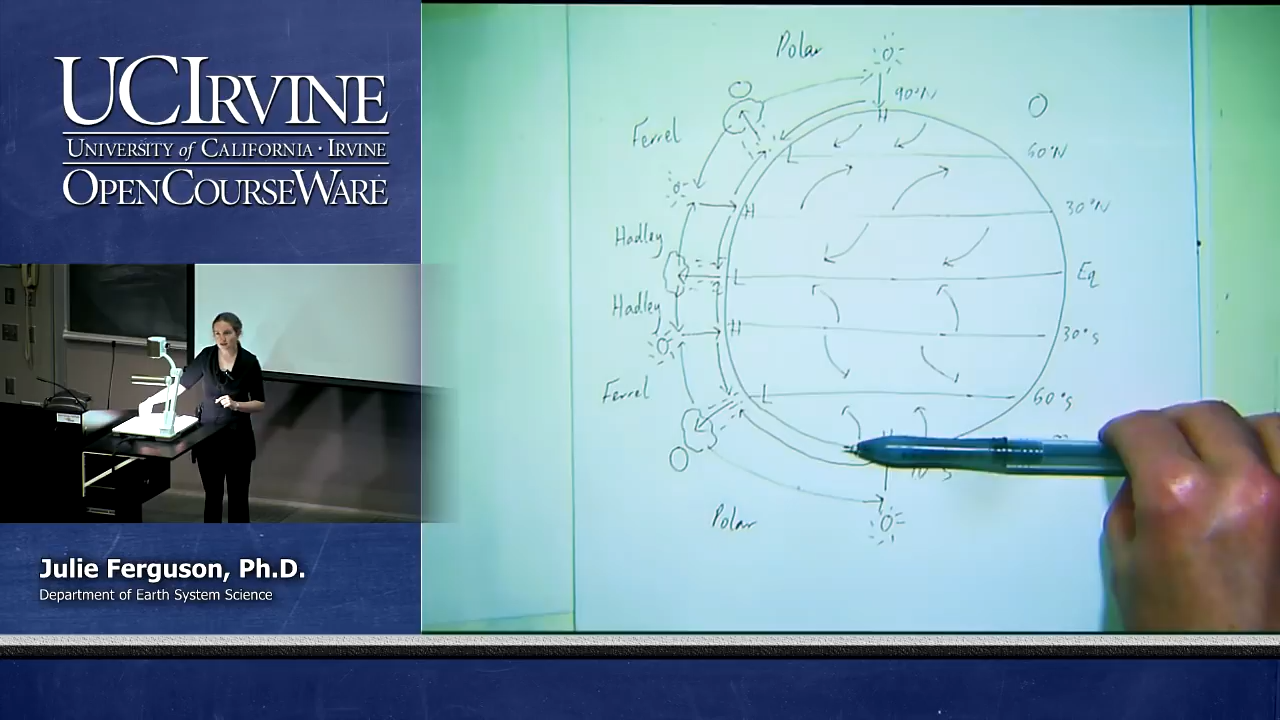 UCIRVINE
UNIVERSITY of CALIFORNIA · IRVINE
OPENCOURSEWARE
Julie Ferguson, Ph.D.
Department of Earth System Science
Polar
90°N
H
Ferrel
L
60°N
H
30°N
Hadley
L
Eq
Hadley
H
30°S
Ferrel
L
60°S
Polar